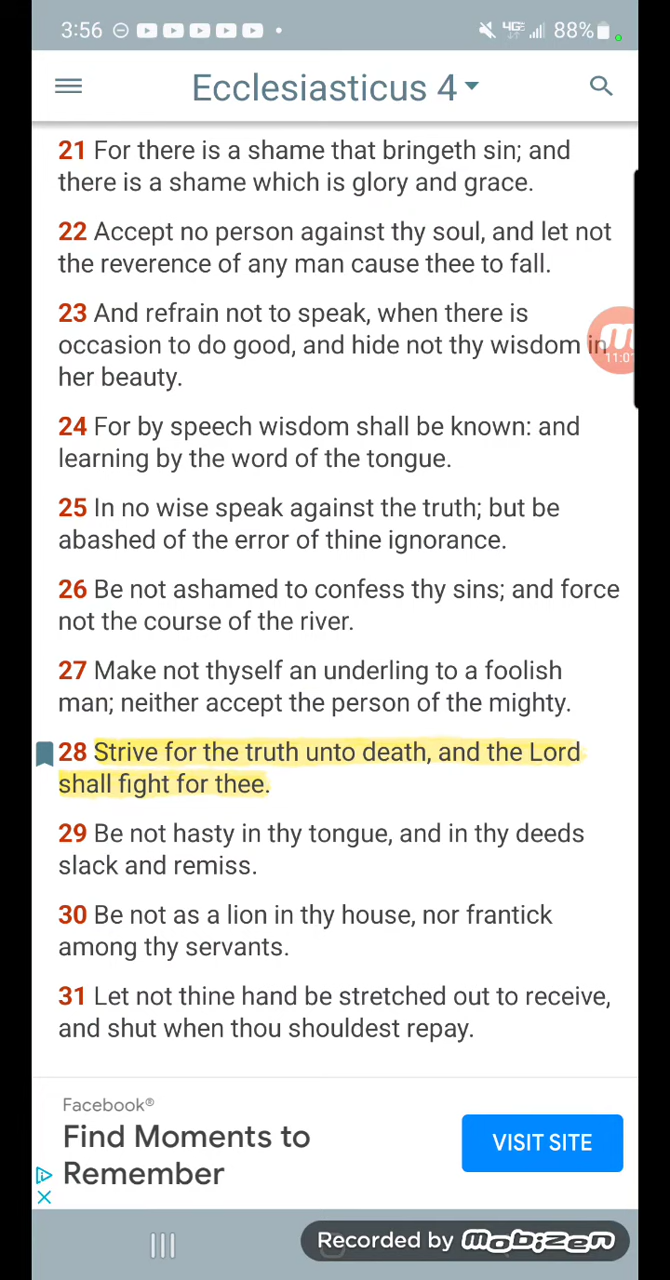 3:56 4G 88%
Ecclesiasticus 4
21 For there is a shame that bringeth sin; and
there is a shame which is glory and grace.
22 Accept no person against thy soul, and let not
the reverence of any man cause thee to fall.
23 And refrain not to speak, when there is
occasion to do good, and hide not thy wisdom in
her beauty.
11:01
24 For by speech wisdom shall be known: and
learning by the word of the tongue.
25 In no wise speak against the truth; but be
abashed of the error of thine ignorance.
26 Be not ashamed to confess thy sins; and force
not the course of the river.
27 Make not thyself an underling to a foolish
man; neither accept the person of the mighty.
28 Strive for the truth unto death, and the Lord
shall fight for thee.
29 Be not hasty in thy tongue, and in thy deeds
slack and remiss.
30 Be not as a lion in thy house, nor frantick
among thy servants.
31 Let not thine hand be stretched out to receive,
and shut when thou shouldest repay.
Facebook®
Find Moments to
Remember
VISIT SITE
Recorded by mobizen